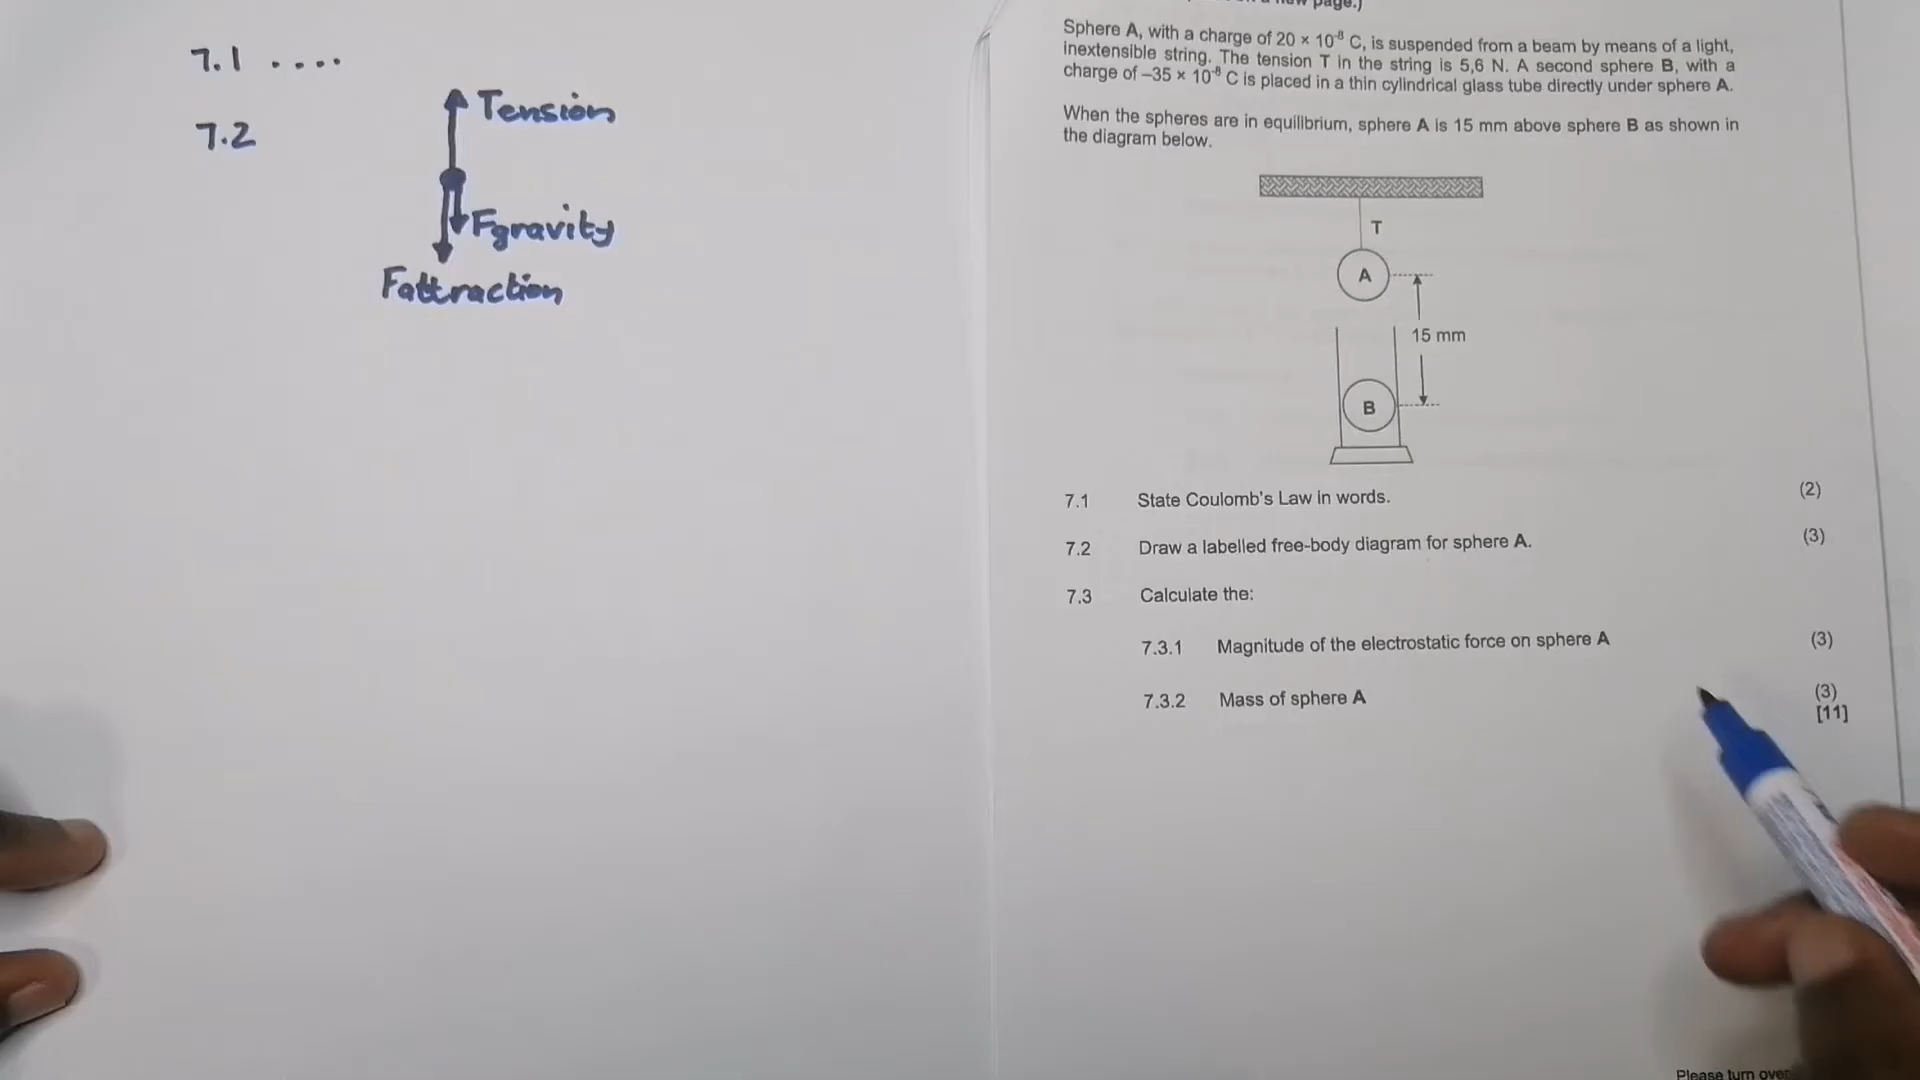 7.1 ....
7.2
Tension
Fgravity
Fattraction
new page.)
Sphere A, with a charge of 20 × 10⁻⁸ C, is suspended from a beam by means of a light,
inextensible string. The tension T in the string is 5,6 N. A second sphere B, with a
charge of –35 × 10⁻⁸ C is placed in a thin cylindrical glass tube directly under sphere A.
When the spheres are in equilibrium, sphere A is 15 mm above sphere B as shown in
the diagram below.
T
A
15 mm
B
7.1 State Coulomb's Law in words. (2)
7.2 Draw a labelled free-body diagram for sphere A. (3)
7.3 Calculate the:
7.3.1 Magnitude of the electrostatic force on sphere A (3)
7.3.2 Mass of sphere A (3)
[11]
Please turn over